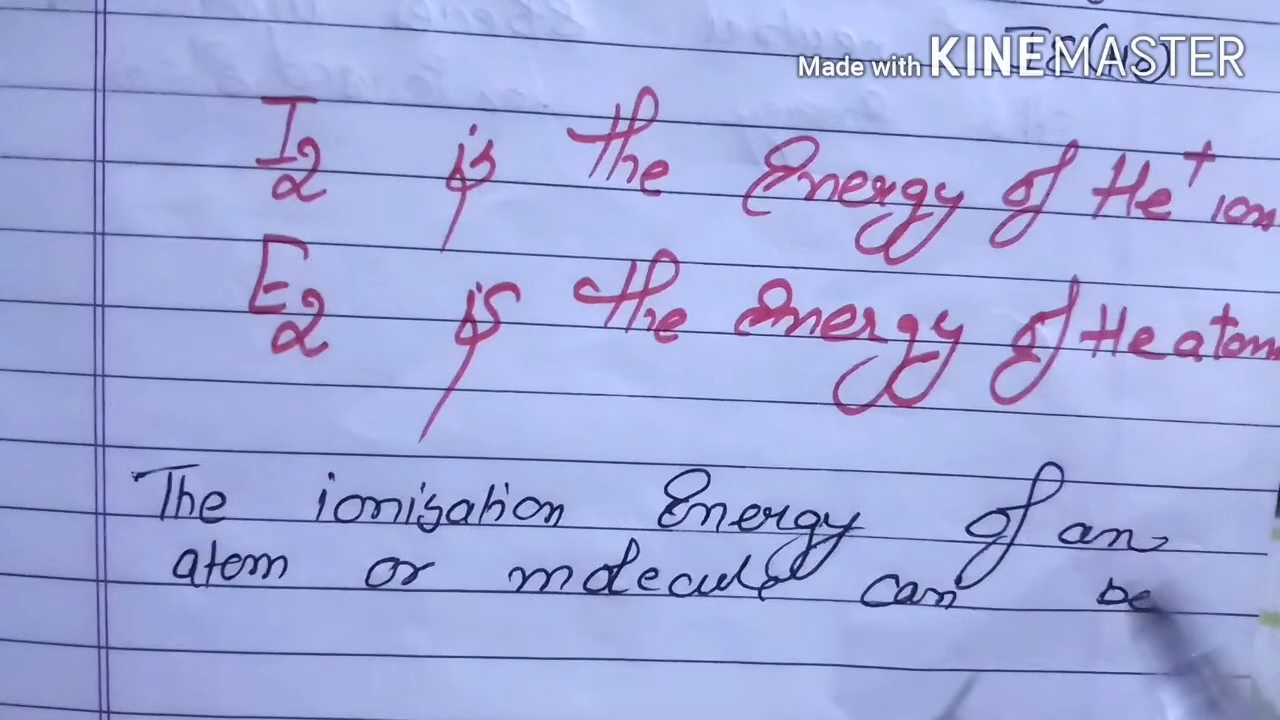 Made with KINEMASTER
I2 is the Energy of He+ ion
E2 is the Energy of He atom
The ionisation Energy of an
atom or molecule can be